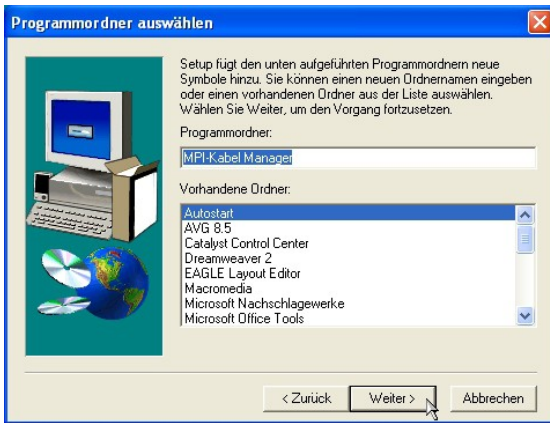 Programmordner auswählen
Setup fügt den unten aufgeführten Programmordnern neue
Symbole hinzu. Sie können einen neuen Ordnernamen eingeben
oder einen vorhandenen Ordner aus der Liste auswählen.
Wählen Sie Weiter, um den Vorgang fortzusetzen.
Programmordner:
MPI-Kabel Manager
Vorhandene Ordner:
Autostart
AVG 8.5
Catalyst Control Center
Dreamweaver 2
EAGLE Layout Editor
Macromedia
Microsoft Nachschlagewerke
Microsoft Office Tools
< Zurück Weiter > Abbrechen